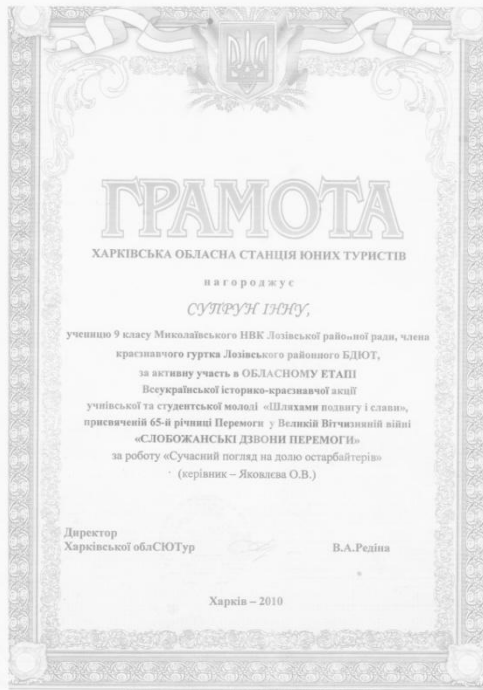 ГРАМОТА
ХАРКІВСЬКА ОБЛАСНА СТАНЦІЯ ЮНИХ ТУРИСТІВ
нагороджує
СУПРУН ІННУ,
ученицю 9 класу Миколаївського НВК Лозівської районної ради, члена
краєзнавчого гуртка Лозівського районного БДЮТ,
за активну участь в ОБЛАСНОМУ ЕТАПІ
Всеукраїнської історико-краєзнавчої акції
учнівської та студентської молоді «Шляхами подвигу і слави»,
присвяченій 65-й річниці Перемоги у Великій Вітчизняній війні
«СЛОБОЖАНСЬКІ ДЗВОНИ ПЕРЕМОГИ»
за роботу «Сучасний погляд на долю остарбайтерів»
(керівник – Яковлєва О.В.)
Директор
Харківської облСЮТур В.А.Редіна
Харків – 2010